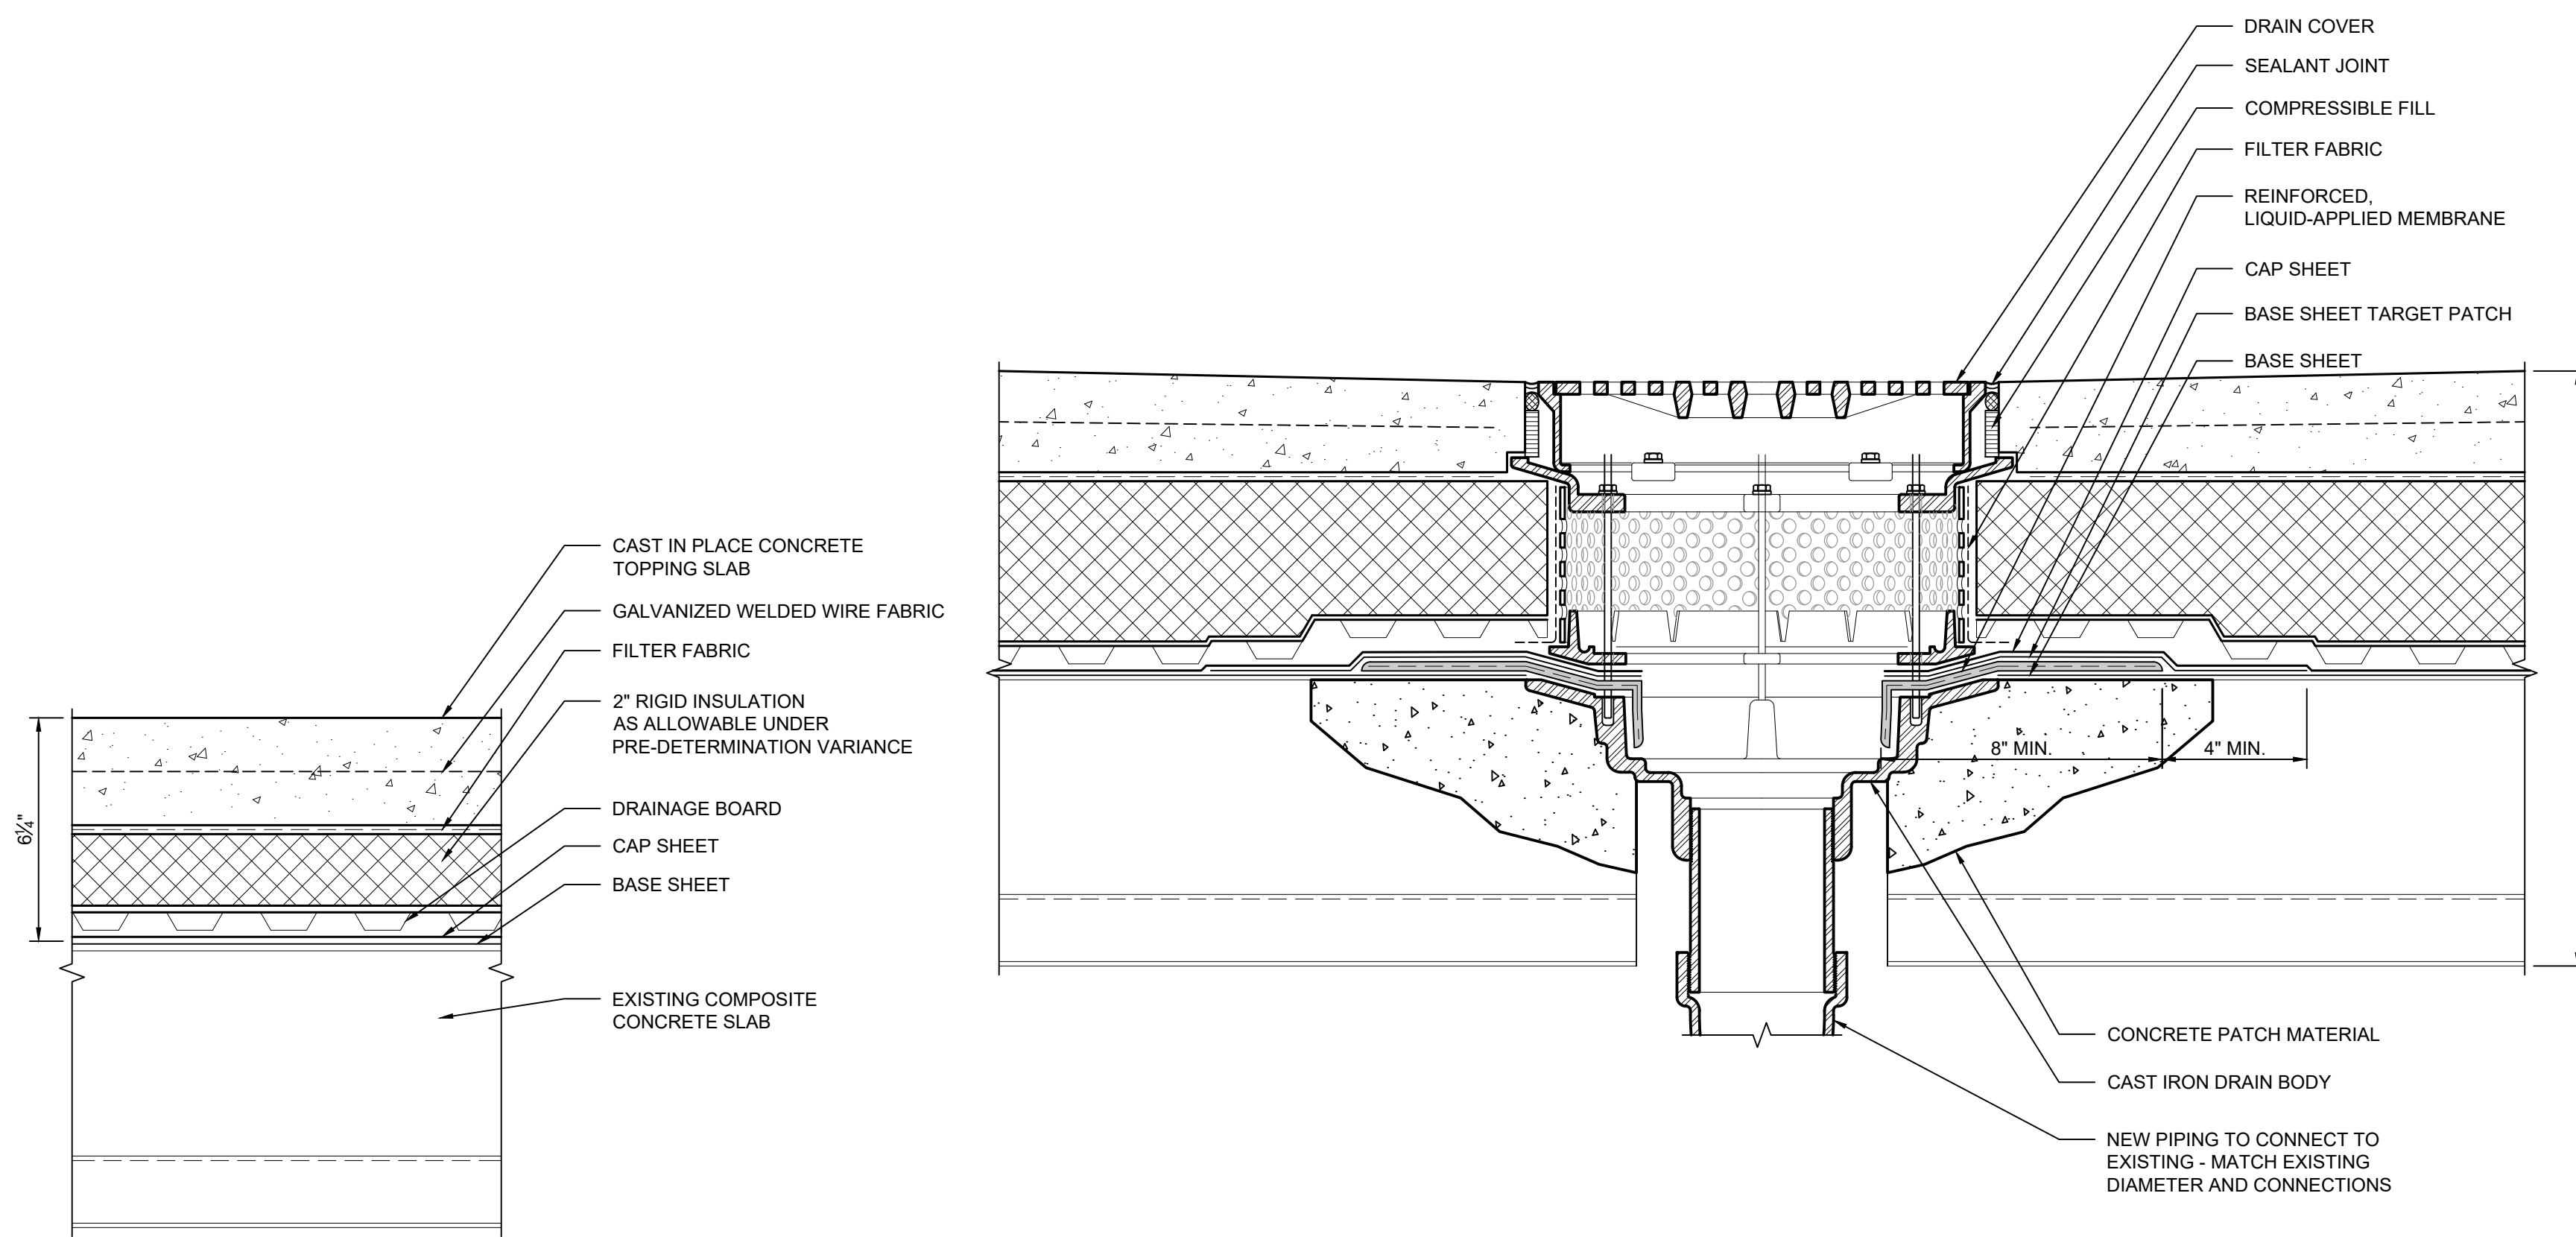 CAST IN PLACE CONCRETE
TOPPING SLAB
GALVANIZED WELDED WIRE FABRIC
FILTER FABRIC
2" RIGID INSULATION
AS ALLOWABLE UNDER
PRE-DETERMINATION VARIANCE
DRAINAGE BOARD
CAP SHEET
BASE SHEET
EXISTING COMPOSITE
CONCRETE SLAB
6¼"
DRAIN COVER
SEALANT JOINT
COMPRESSIBLE FILL
FILTER FABRIC
REINFORCED,
LIQUID-APPLIED MEMBRANE
CAP SHEET
BASE SHEET TARGET PATCH
BASE SHEET
8" MIN.
4" MIN.
CONCRETE PATCH MATERIAL
CAST IRON DRAIN BODY
NEW PIPING TO CONNECT TO
EXISTING - MATCH EXISTING
DIAMETER AND CONNECTIONS